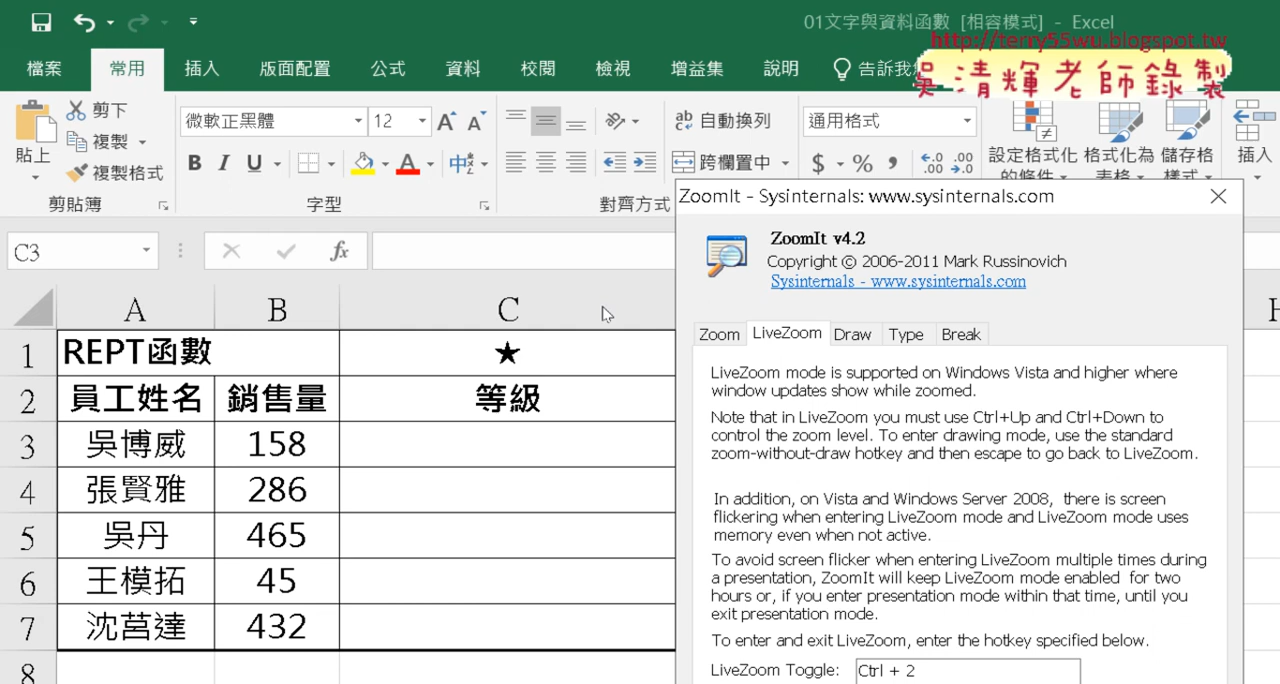 01文字與資料函數 [相容模式] - Excel
http://terry55wu.blogspot.tw
檔案 常用 插入 版面配置 公式 資料 校閱 檢視 增益集 說明 告訴我
吳清輝老師錄製
貼上 剪下 複製 複製格式
微軟正黑體 12 A A
B I U A 中
ab 自動換列
跨欄置中
通用格式
$ % , .00
設定格式化 格式化為 儲存格 插入
的條件 表格 樣式
剪貼簿 字型 對齊方式
C3 fx
A B C H
1 REPT函數 ★
2 員工姓名 銷售量 等級
3 吳博威 158
4 張賢雅 286
5 吳丹 465
6 王模拓 45
7 沈莒達 432
8
ZoomIt - Sysinternals: www.sysinternals.com
ZoomIt v4.2
Copyright © 2006-2011 Mark Russinovich
Sysinternals - www.sysinternals.com
Zoom LiveZoom Draw Type Break
LiveZoom mode is supported on Windows Vista and higher where
window updates show while zoomed.
Note that in LiveZoom you must use Ctrl+Up and Ctrl+Down to
control the zoom level. To enter drawing mode, use the standard
zoom-without-draw hotkey and then escape to go back to LiveZoom.
In addition, on Vista and Windows Server 2008, there is screen
flickering when entering LiveZoom mode and LiveZoom mode uses
memory even when not active.
To avoid screen flicker when entering LiveZoom multiple times during
a presentation, ZoomIt will keep LiveZoom mode enabled for two
hours or, if you enter presentation mode within that time, until you
exit presentation mode.
To enter and exit LiveZoom, enter the hotkey specified below.
LiveZoom Toggle: Ctrl + 2